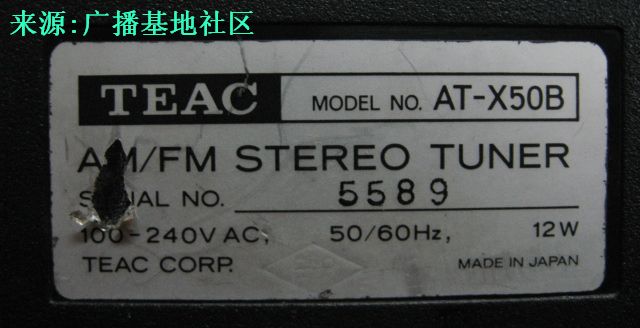 来源:广播基地社区
TEAC MODEL NO. AT-X50B
AM/FM STEREO TUNER
SERIAL NO. 5589
100-240V AC, 50/60Hz, 12W
TEAC CORP. MADE IN JAPAN